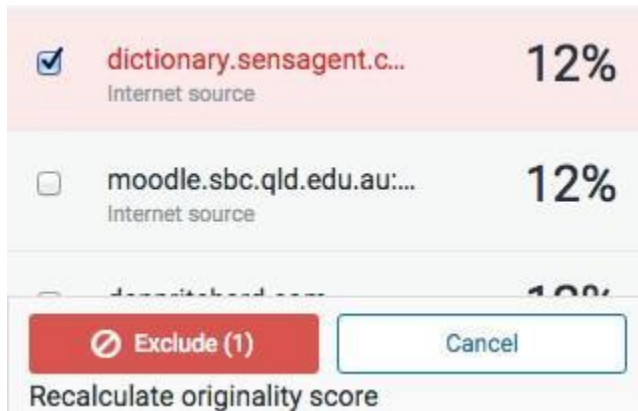 dictionary.sensagent.c... 12%
Internet source
moodle.sbc.qld.edu.au:... 12%
Internet source
Exclude (1) Cancel
Recalculate originality score